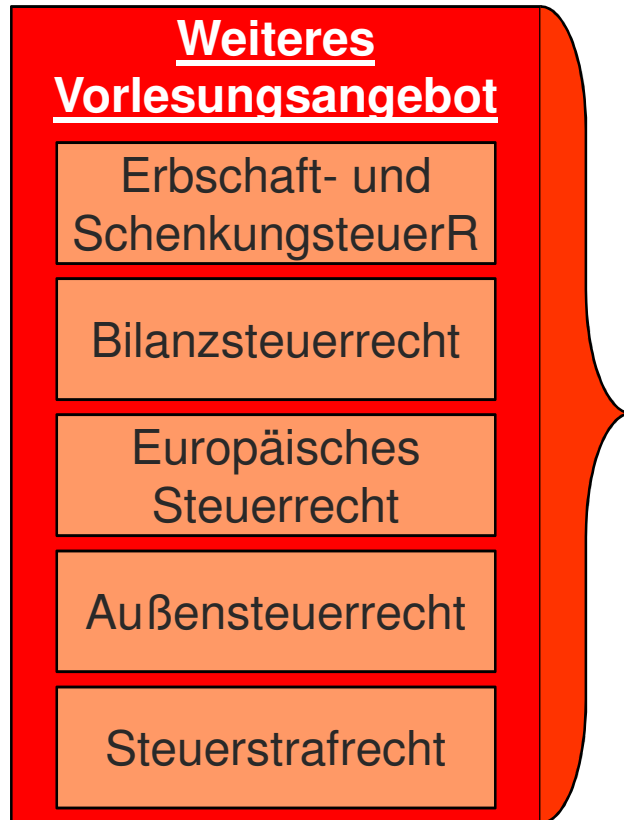 Weiteres
Vorlesungsangebot
Erbschaft- und
SchenkungsteuerR
Bilanzsteuerrecht
Europäisches
Steuerrecht
Außensteuerrecht
Steuerstrafrecht